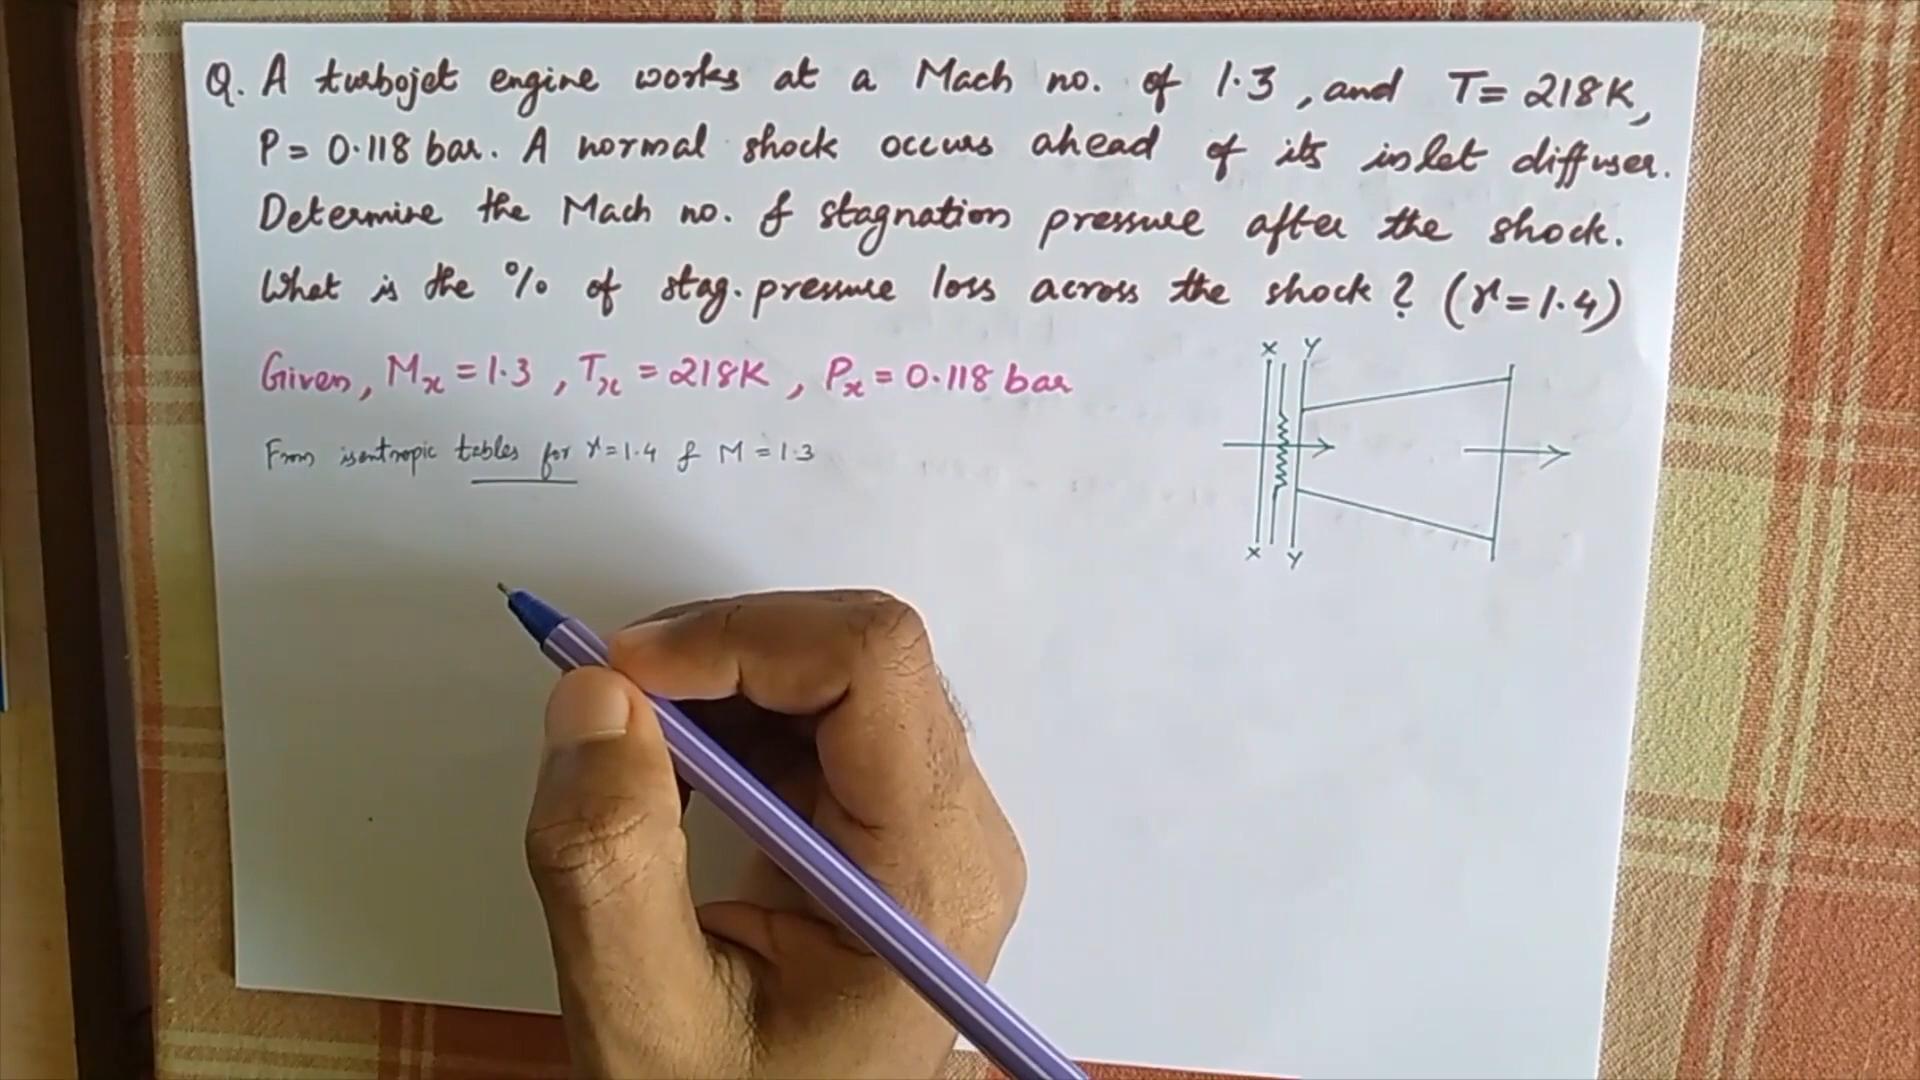 Q. A turbojet engine works at a Mach no. of 1.3, and T = 218K,
P = 0.118 bar. A normal shock occurs ahead of its inlet diffuser.
Determine the Mach no. & stagnation pressure after the shock.
What is the % of stag. pressure loss across the shock? (γ = 1.4)
Given, Mx = 1.3, Tx = 218K, Px = 0.118 bar
x y
From isentropic tables for γ = 1.4 & M = 1.3
x y